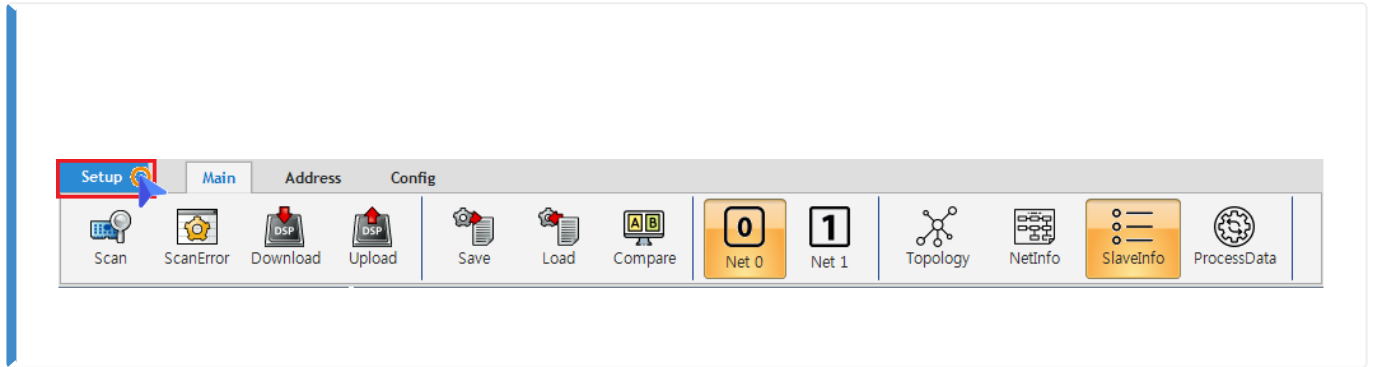 Setup Main Address Config
DSP DSP A B 0 1
Scan ScanError Download Upload Save Load Compare Net 0 Net 1 Topology NetInfo SlaveInfo ProcessData